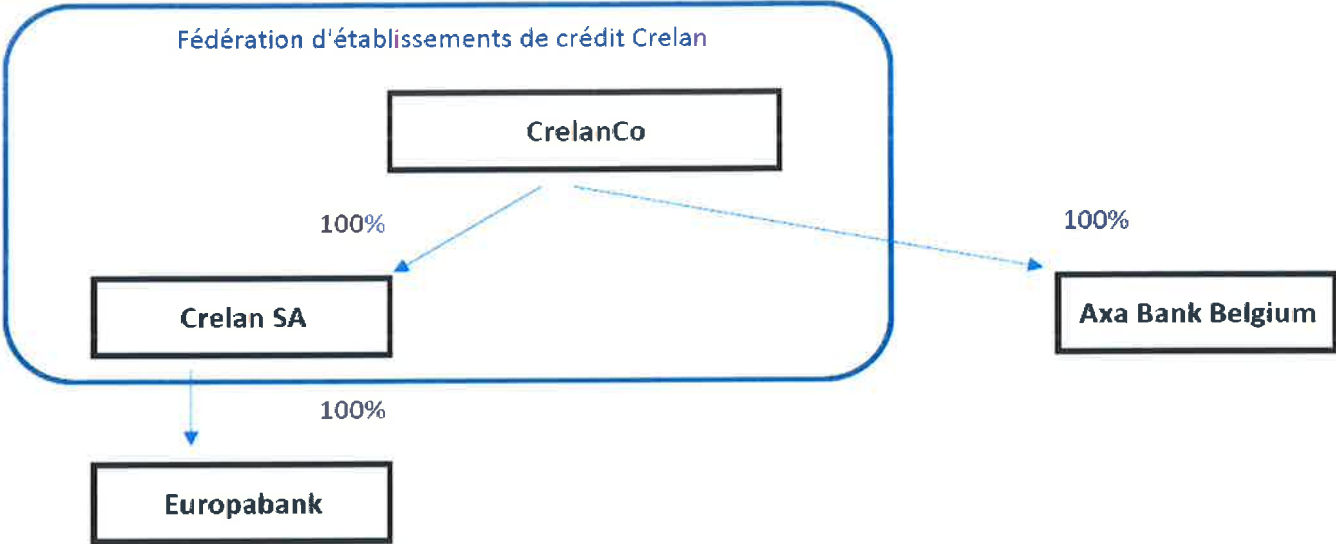 Fédération d'établissements de crédit Crelan
CrelanCo
100%
100%
Crelan SA
Axa Bank Belgium
100%
Europabank